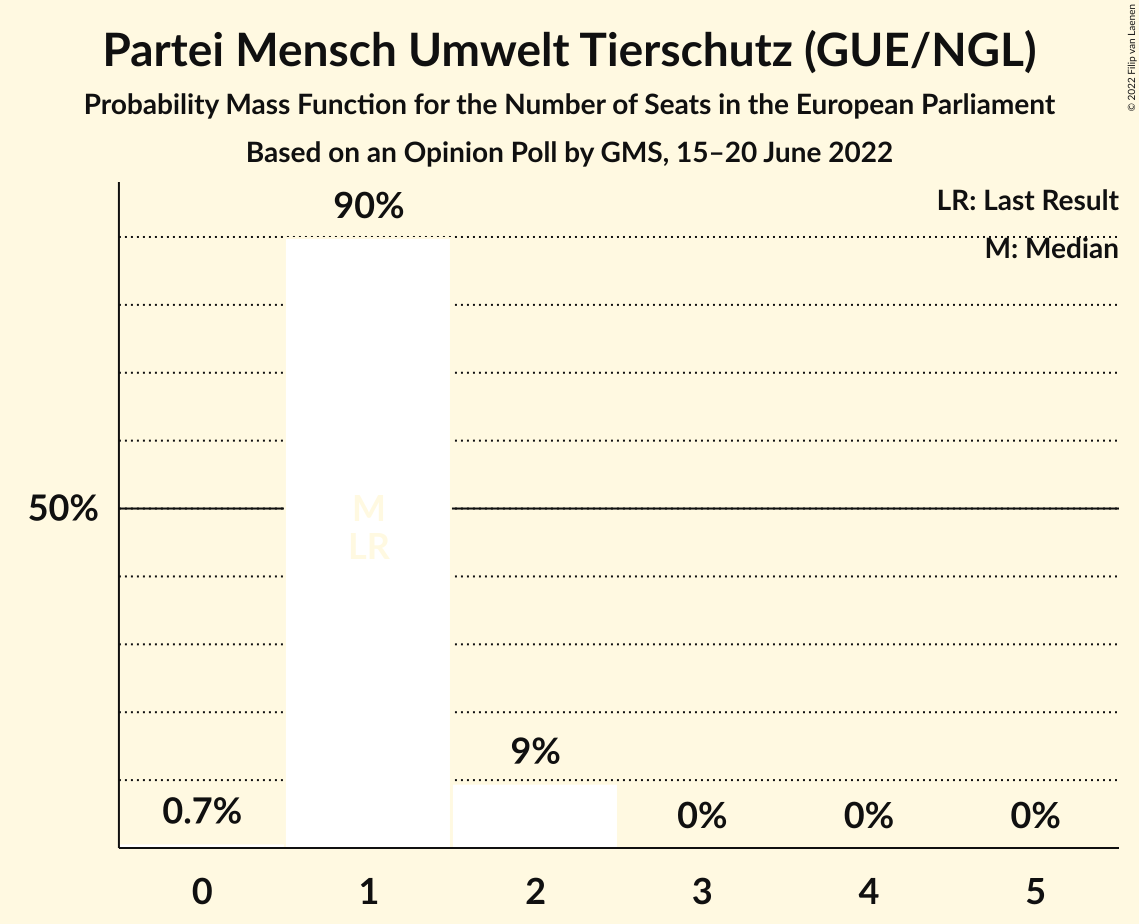 Partei Mensch Umwelt Tierschutz (GUE/NGL)
Probability Mass Function for the Number of Seats in the European Parliament
Based on an Opinion Poll by GMS, 15–20 June 2022
© 2022 Filip van Laenen
LR: Last Result
M: Median
90%
50%
M
LR
9%
0.7%
0%
0%
0%
0
1
2
3
4
5